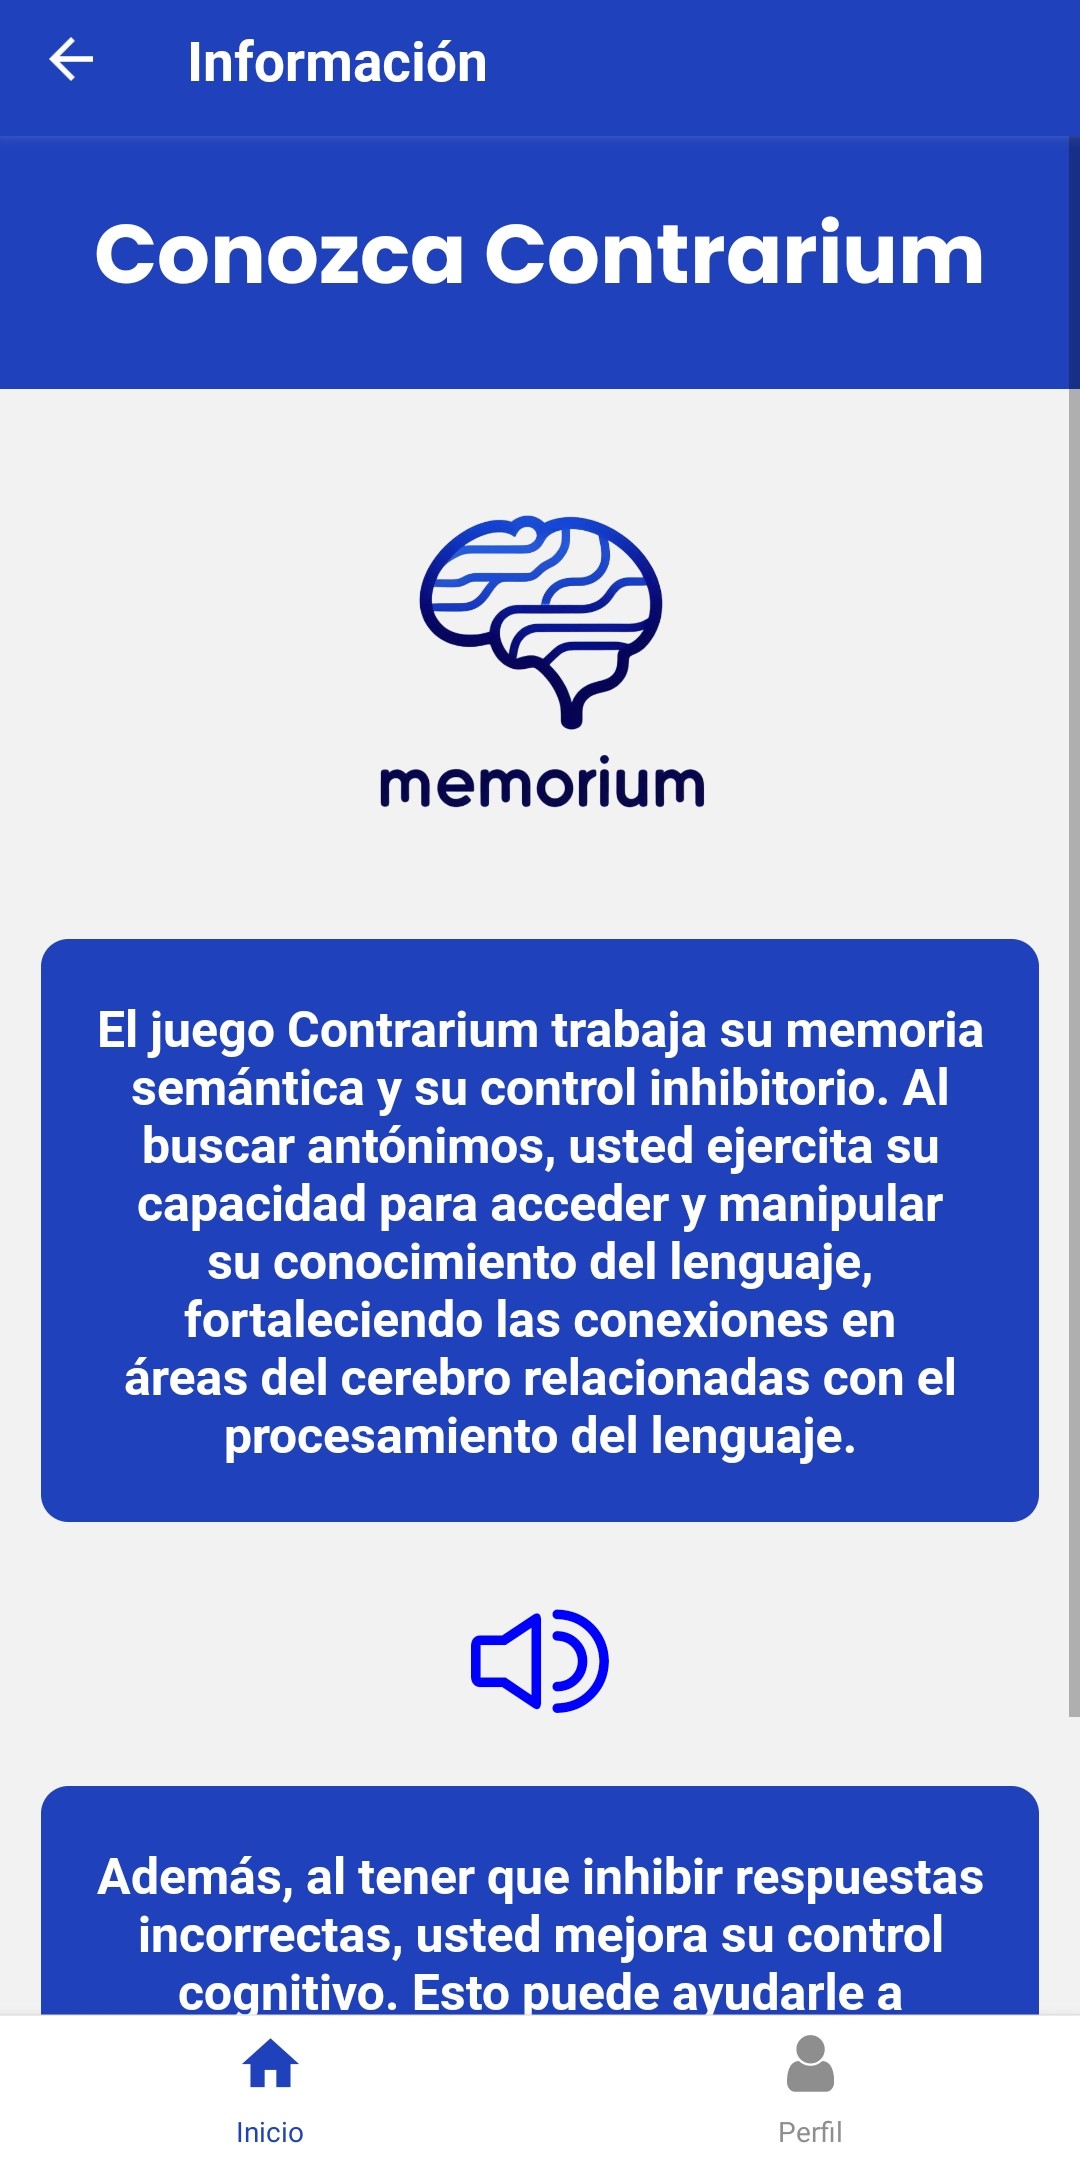 Información
Conozca Contrarium
memorium
El juego Contrarium trabaja su memoria
semántica y su control inhibitorio. Al
buscar antónimos, usted ejercita su
capacidad para acceder y manipular
su conocimiento del lenguaje,
fortaleciendo las conexiones en
áreas del cerebro relacionadas con el
procesamiento del lenguaje.
Además, al tener que inhibir respuestas
incorrectas, usted mejora su control
cognitivo. Esto puede ayudarle a
Inicio
Perfil